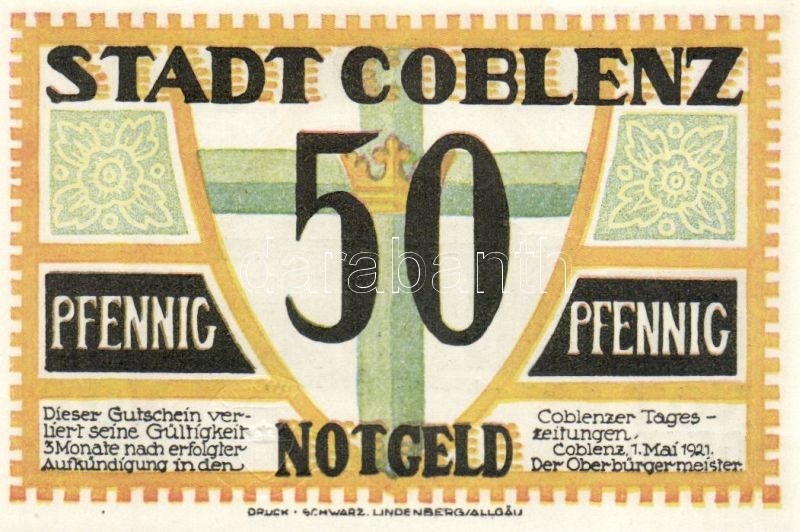 STADT COBLENZ
50
PFENNIG
PFENNIG
darabanth
Dieser Gutschein ver-
liert seine Gültigkeit
3 Monate nach erfolgter
Aufkündigung in den
NOTGELD
Coblenzer Tages-
zeitungen.
Coblenz, 1. Mai 1921.
Der Oberbürgermeister
DRUCK · SCHWARZ. LINDENBERG/ALLGÄU